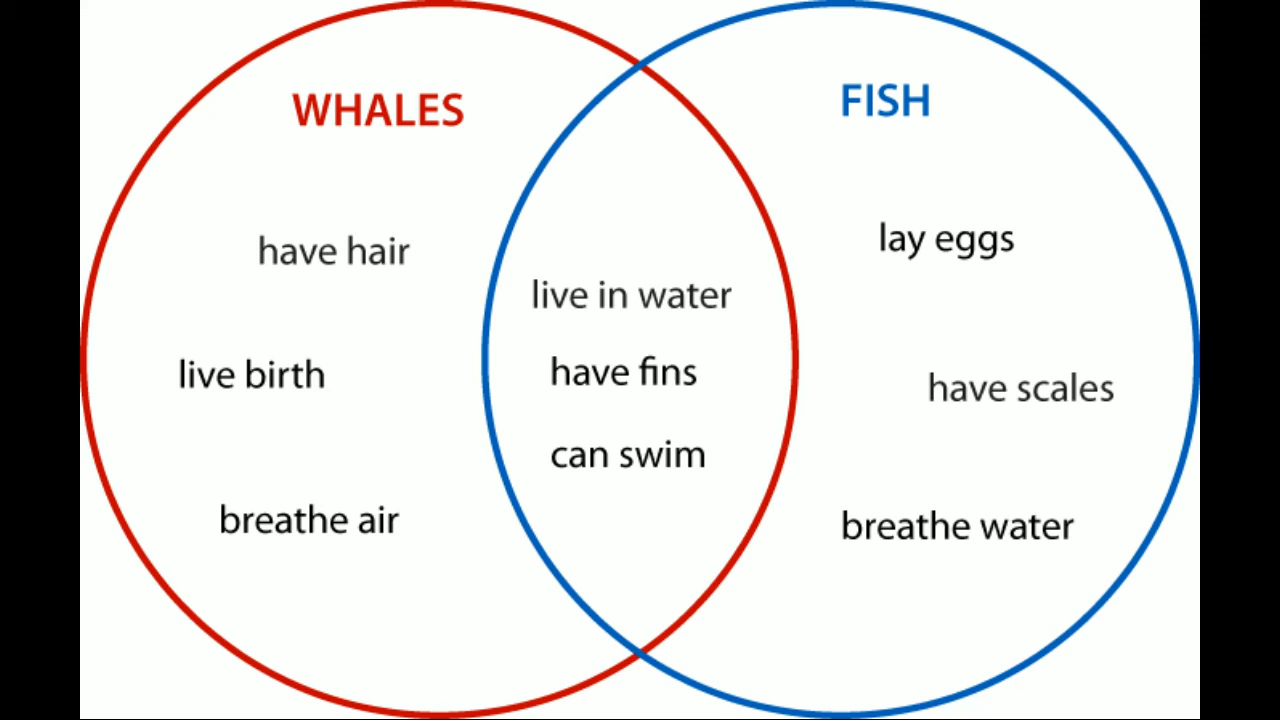 WHALES
have hair
live birth
breathe air
live in water
have fins
can swim
FISH
lay eggs
have scales
breathe water